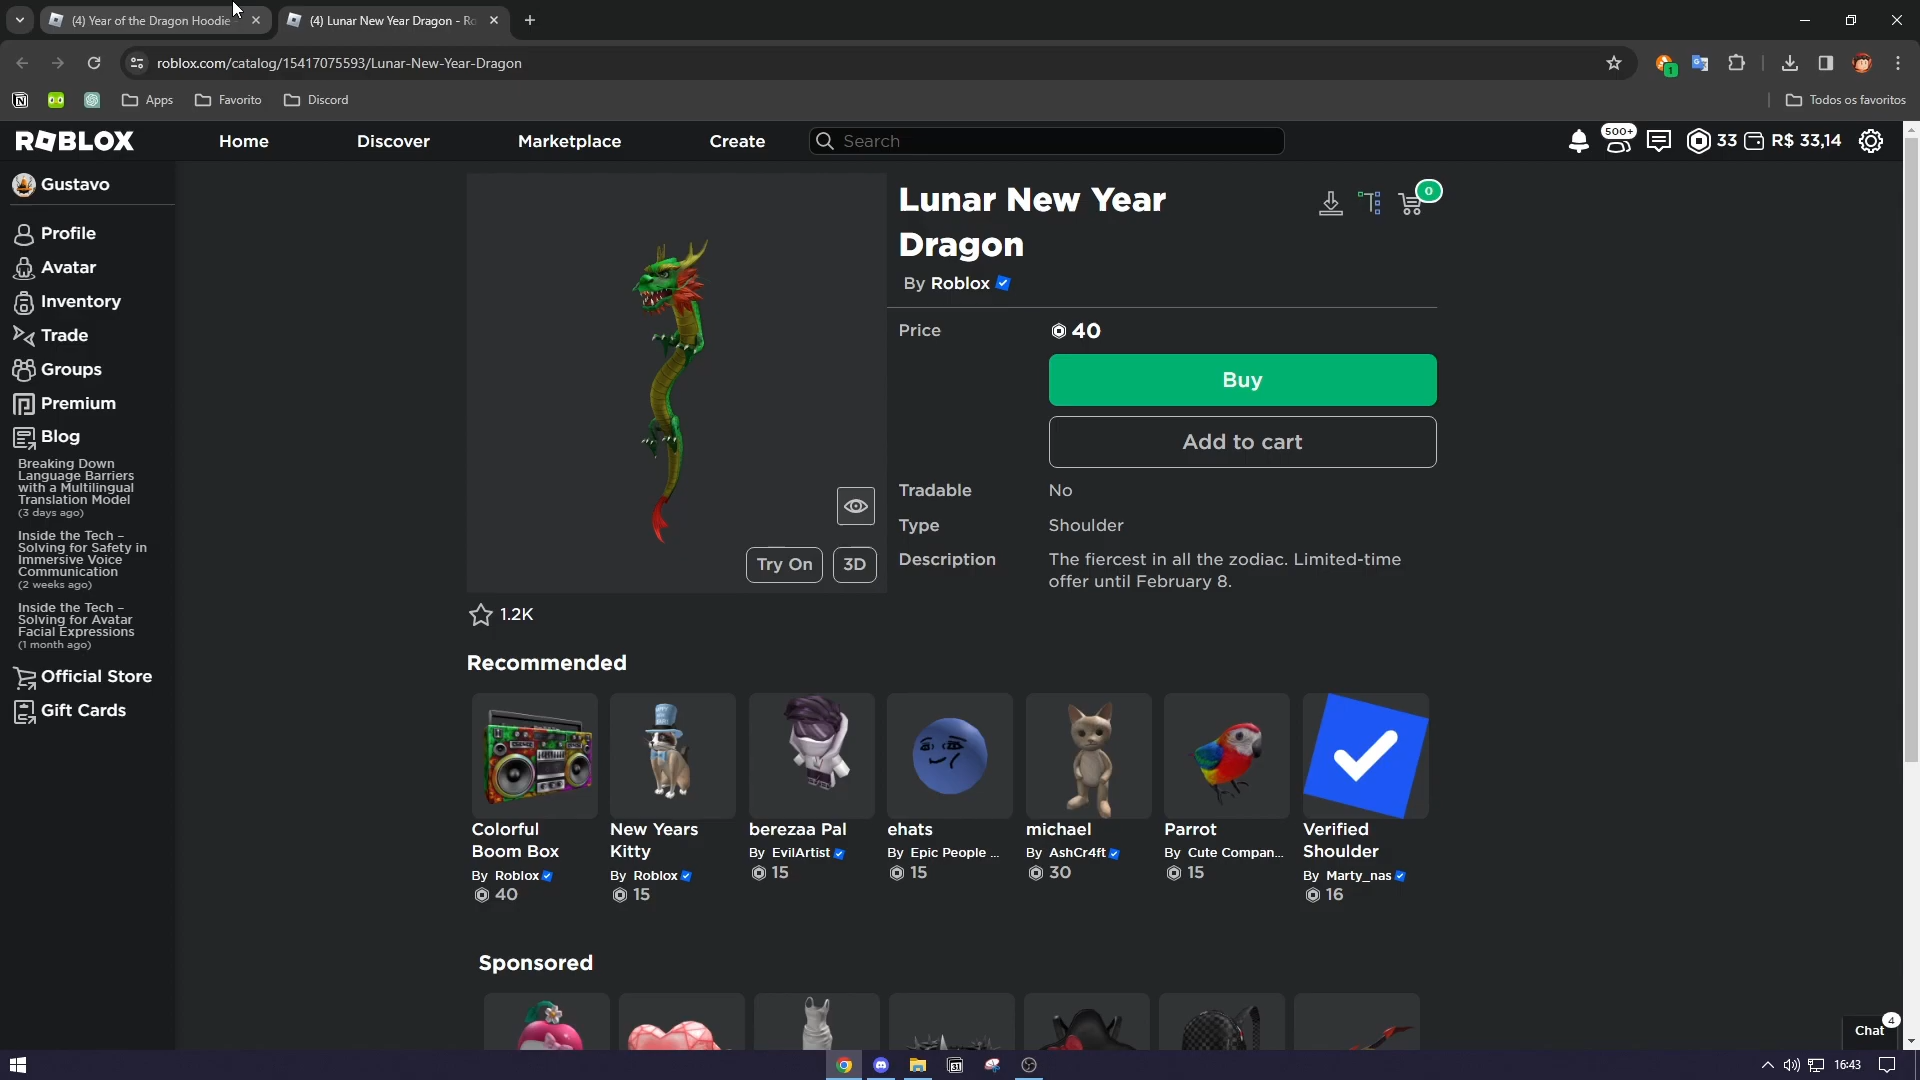 (4) Year of the Dragon Hoodie
(4) Lunar New Year Dragon - Ro
roblox.com/catalog/15417075593/Lunar-New-Year-Dragon
1
Apps
Favorito
Discord
Todos os favoritos
ROBLOX
Home
Discover
Marketplace
Create
Search
500+
33
R$ 33,14
Gustavo
Profile
Avatar
Inventory
Trade
Groups
Premium
Blog
Breaking Down
Language Barriers
with a Multilingual
Translation Model
(3 days ago)
Inside the Tech -
Solving for Safety in
Immersive Voice
Communication
(2 weeks ago)
Inside the Tech -
Solving for Avatar
Facial Expressions
(1 month ago)
Official Store
Gift Cards
Lunar New Year
Dragon
0
By Roblox
Price
40
Buy
Add to cart
Tradable
No
Type
Shoulder
Description
The fiercest in all the zodiac. Limited-time
offer until February 8.
Try On
3D
1.2K
Recommended
Colorful
Boom Box
By Roblox
40
New Years
Kitty
By Roblox
15
berezaa Pal
By EvilArtist
15
ehats
By Epic People ...
15
michael
By AshCr4ft
30
Parrot
By Cute Compan...
15
Verified
Shoulder
By Marty_nas
16
Sponsored
Chat
4
31
16:43